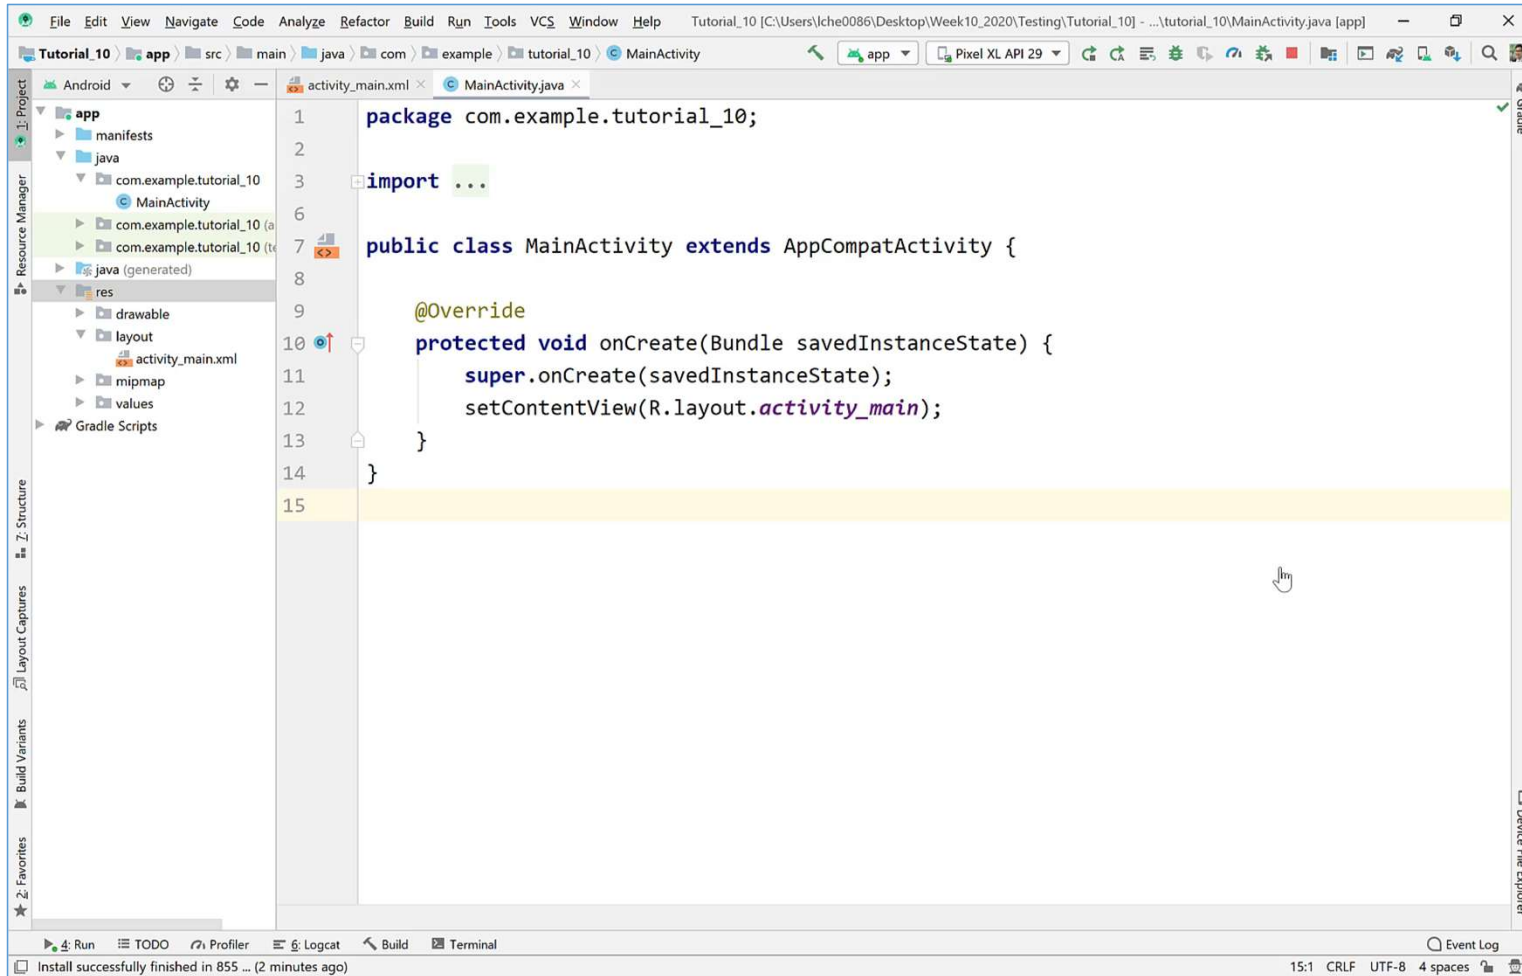 File Edit View Navigate Code Analyze Refactor Build Run Tools VCS Window Help Tutorial_10 [C:\Users\lche0086\Desktop\Week10_2020\Testing\Tutorial_10] - ...\tutorial_10\MainActivity.java [app]
Tutorial_10 app src main java com example tutorial_10 MainActivity app Pixel XL API 29
Android activity_main.xml MainActivity.java
1: Project
Resource Manager
7: Structure
Layout Captures
Build Variants
2: Favorites
app
manifests
java
com.example.tutorial_10
MainActivity
com.example.tutorial_10 (a
com.example.tutorial_10 (te
java (generated)
res
drawable
layout
activity_main.xml
mipmap
values
Gradle Scripts
1 package com.example.tutorial_10;
2
3 import ...
6
7 public class MainActivity extends AppCompatActivity {
8
9 @Override
10 protected void onCreate(Bundle savedInstanceState) {
11 super.onCreate(savedInstanceState);
12 setContentView(R.layout.activity_main);
13 }
14 }
15
Gradle
Device File Explorer
4: Run TODO Profiler 6: Logcat Build Terminal Event Log
Install successfully finished in 855 ... (2 minutes ago) 15:1 CRLF UTF-8 4 spaces